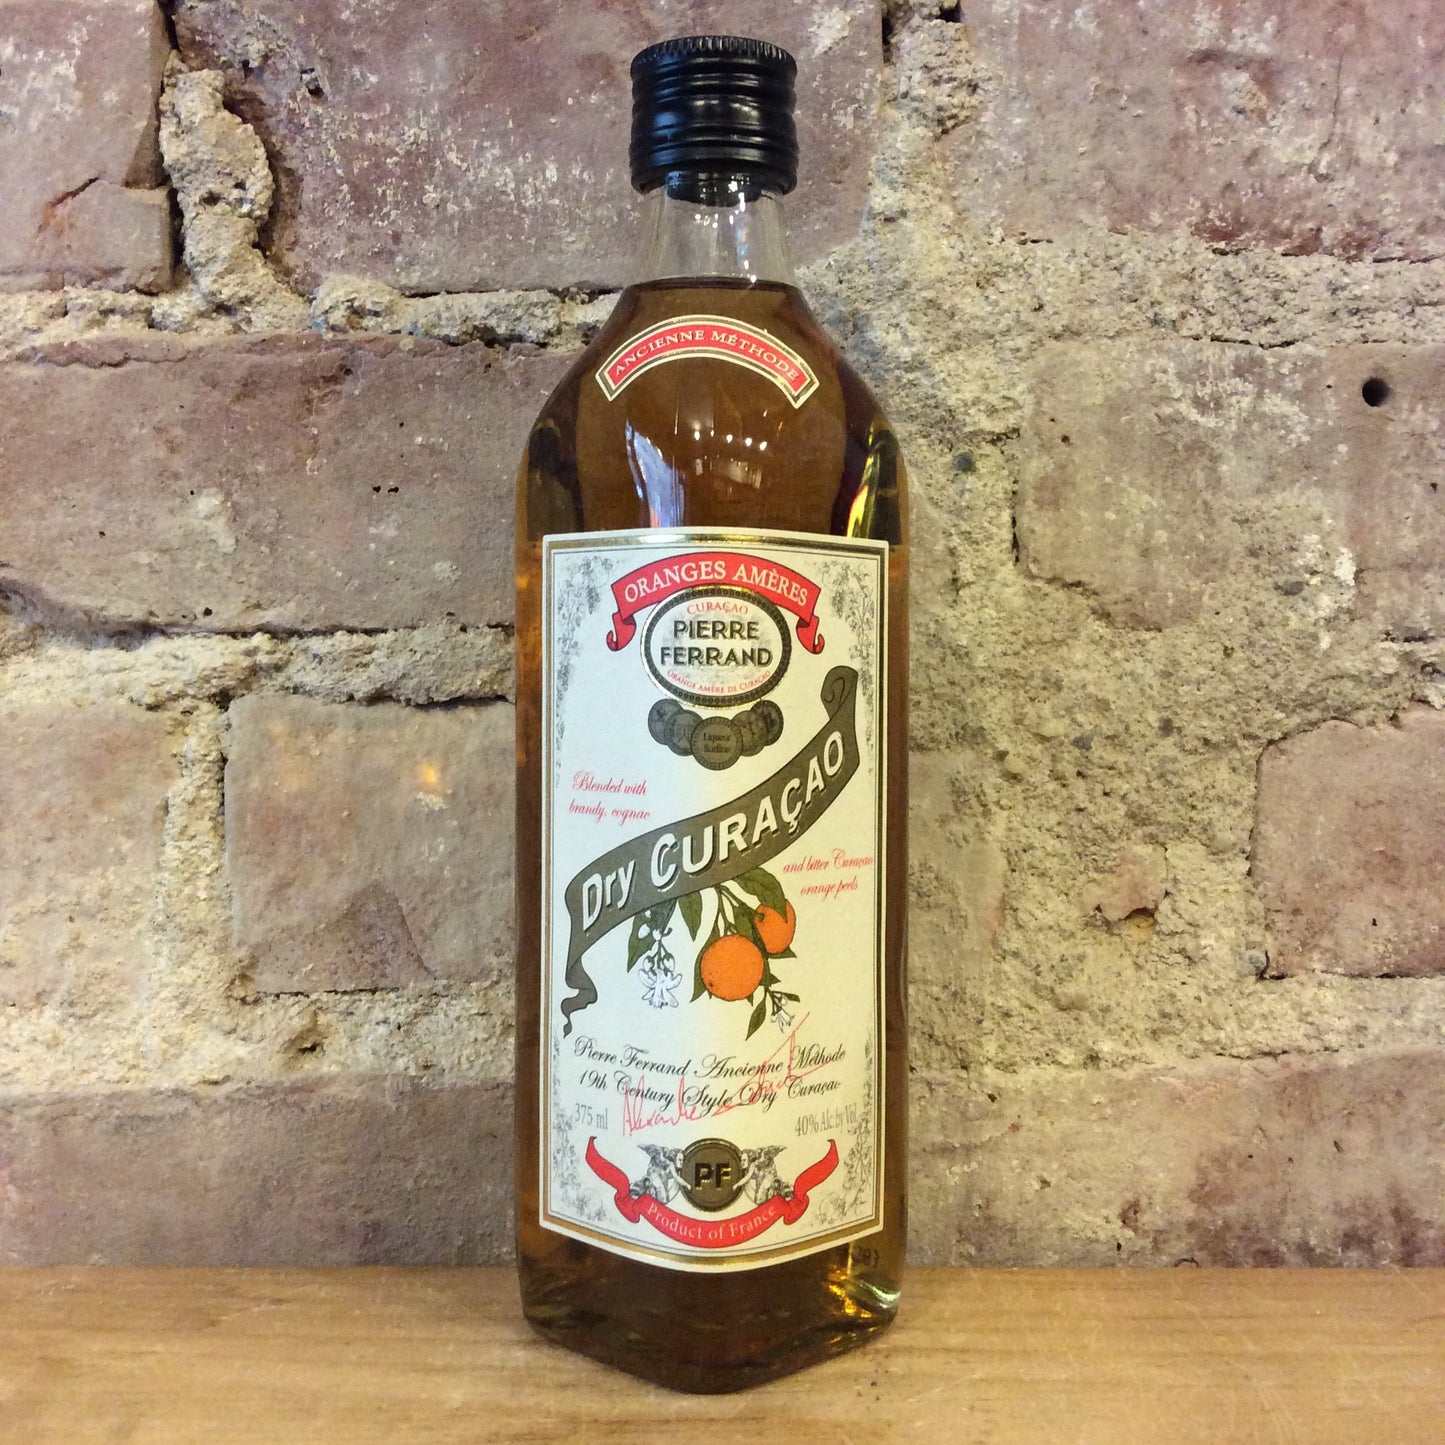 ANCIENNE MÉTHODE
ORANGES AMÈRES
CURAÇAO
PIERRE
FERRAND
ORANGE AMÈRE DE CURAÇAO
Liqueur
Blended with
brandy, cognac
Dry CURAÇAO
and bitter Curaçao
orange peels
Pierre Ferrand Ancienne Méthode
19th Century Style Dry Curaçao
375 ml
40% Alc. by Vol.
PF
Product of France